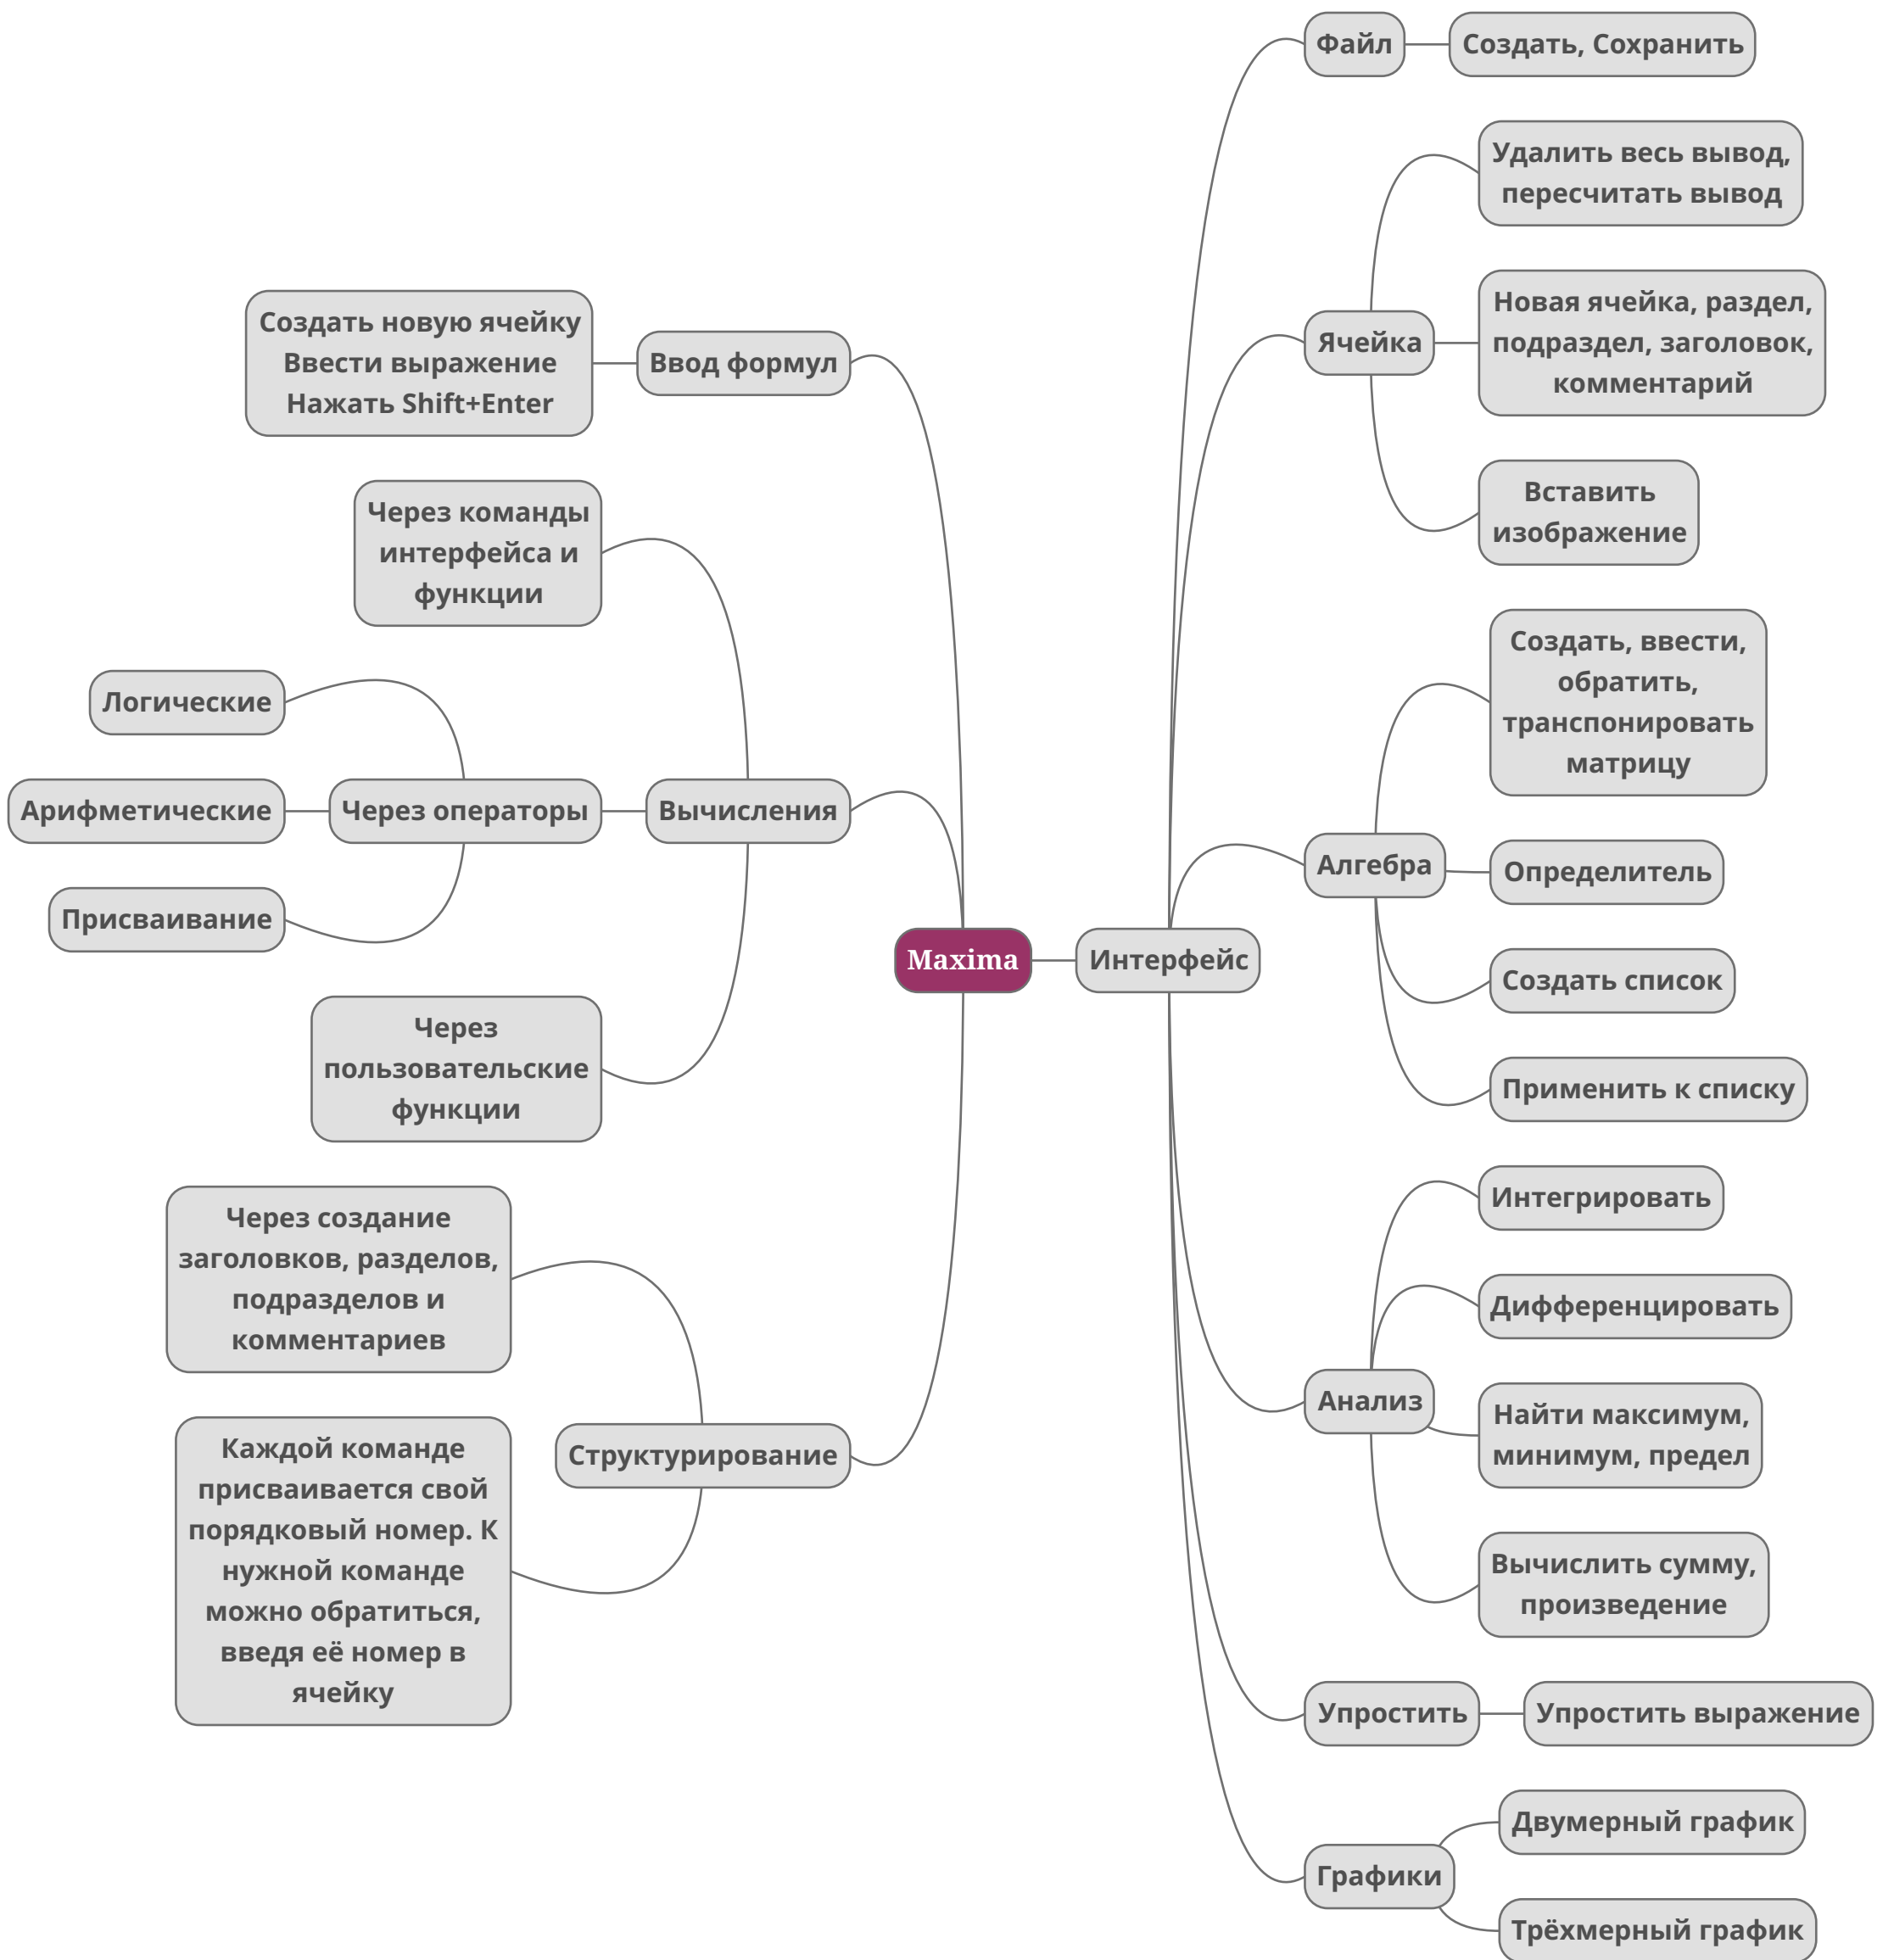 Maxima
Ввод формул
Создать новую ячейку
Ввести выражение
Нажать Shift+Enter
Вычисления
Через команды
интерфейса и
функции
Через операторы
Логические
Арифметические
Присваивание
Через
пользовательские
функции
Структурирование
Через создание
заголовков, разделов,
подразделов и
комментариев
Каждой команде
присваивается свой
порядковый номер. К
нужной команде
можно обратиться,
введя её номер в
ячейку
Интерфейс
Файл
Создать, Сохранить
Ячейка
Удалить весь вывод,
пересчитать вывод
Новая ячейка, раздел,
подраздел, заголовок,
комментарий
Вставить
изображение
Алгебра
Создать, ввести,
обратить,
транспонировать
матрицу
Определитель
Создать список
Применить к списку
Анализ
Интегрировать
Дифференцировать
Найти максимум,
минимум, предел
Вычислить сумму,
произведение
Упростить
Упростить выражение
Графики
Двумерный график
Трёхмерный график